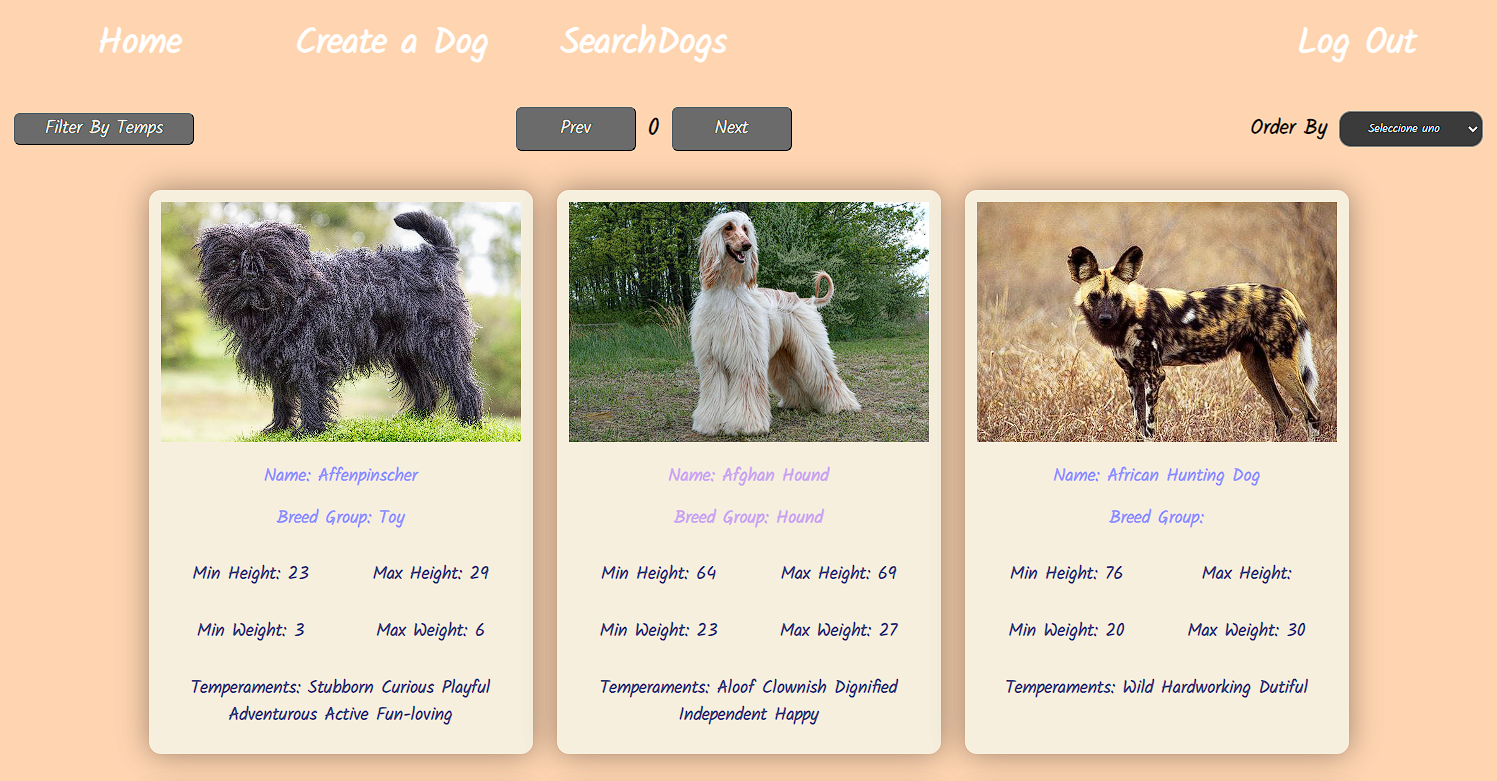 Home Create a Dog SearchDogs Log Out
Filter By Temps Prev 0 Next Order By Seleccione uno
Name: Affenpinscher
Breed Group: Toy
Min Height: 23 Max Height: 29
Min Weight: 3 Max Weight: 6
Temperaments: Stubborn Curious Playful
Adventurous Active Fun-loving
Name: Afghan Hound
Breed Group: Hound
Min Height: 64 Max Height: 69
Min Weight: 23 Max Weight: 27
Temperaments: Aloof Clownish Dignified
Independent Happy
Name: African Hunting Dog
Breed Group:
Min Height: 76 Max Height:
Min Weight: 20 Max Weight: 30
Temperaments: Wild Hardworking Dutiful